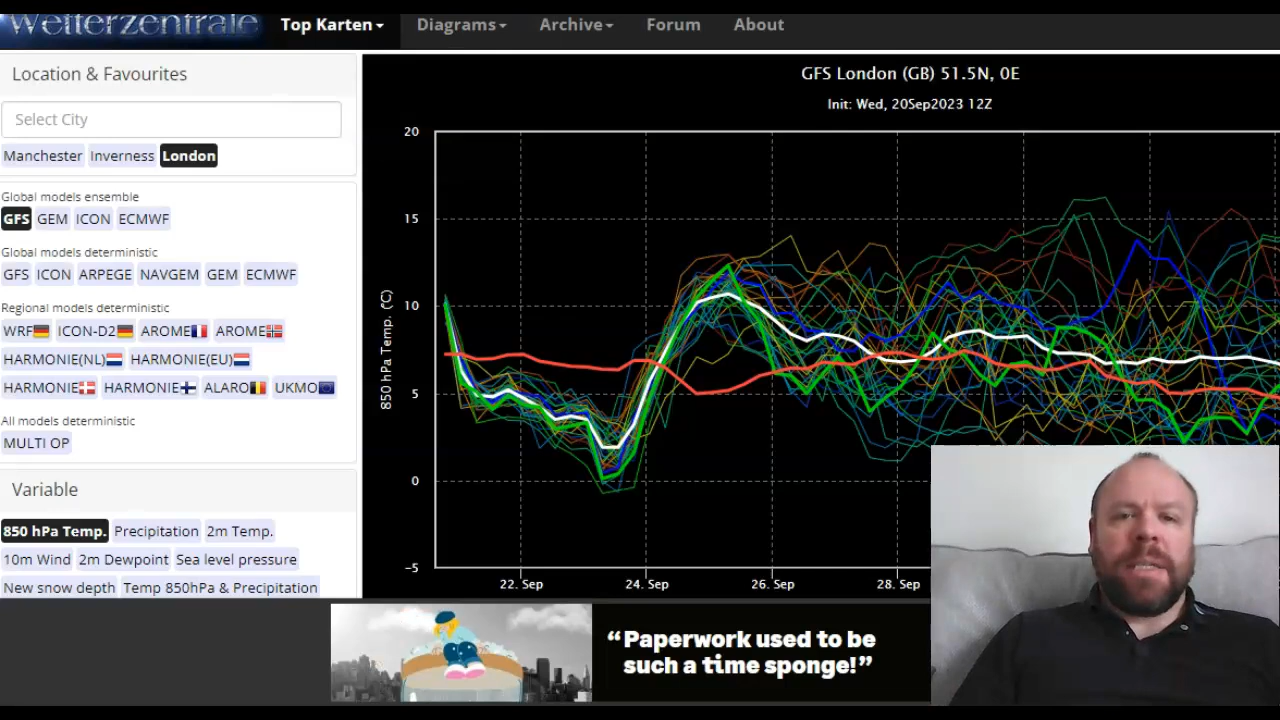 Wetterzentrale
Top Karten
Diagrams
Archive
Forum
About
Location & Favourites
Select City
Manchester Inverness London
Global models ensemble
GFS GEM ICON ECMWF
Global models deterministic
GFS ICON ARPEGE NAVGEM GEM ECMWF
Regional models deterministic
WRF ICON-D2 AROME AROME
HARMONIE(NL) HARMONIE(EU)
HARMONIE HARMONIE ALARO UKMO
All models deterministic
MULTI OP
Variable
850 hPa Temp. Precipitation 2m Temp.
10m Wind 2m Dewpoint Sea level pressure
New snow depth Temp 850hPa & Precipitation
GFS London (GB) 51.5N, 0E
Init: Wed, 20Sep2023 12Z
850 hPa Temp. (C)
20
15
10
5
0
-5
22. Sep
24. Sep
26. Sep
28. Sep
“Paperwork used to be
such a time sponge!”